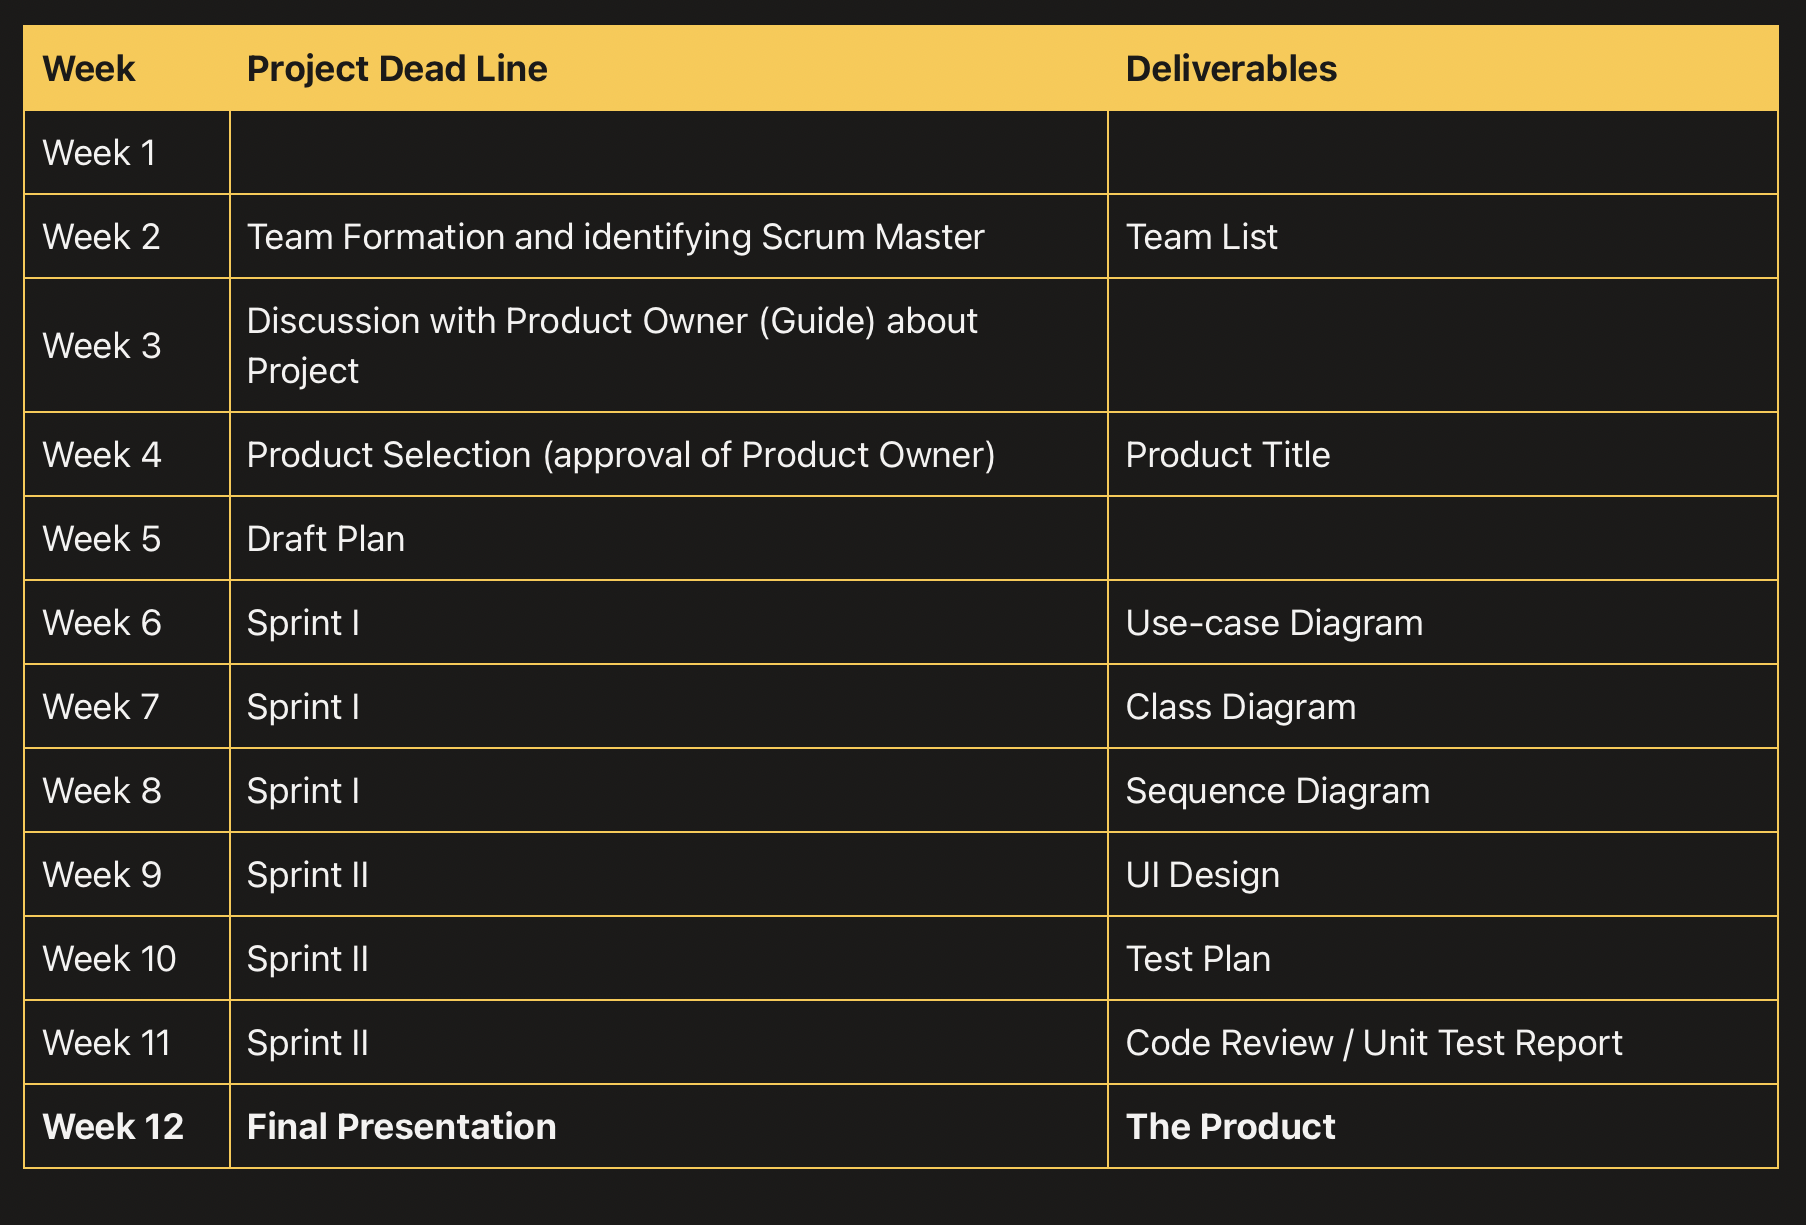 Week Project Dead Line Deliverables
Week 1
Week 2 Team Formation and identifying Scrum Master Team List
Week 3 Discussion with Product Owner (Guide) about
Project
Week 4 Product Selection (approval of Product Owner) Product Title
Week 5 Draft Plan
Week 6 Sprint I Use-case Diagram
Week 7 Sprint I Class Diagram
Week 8 Sprint I Sequence Diagram
Week 9 Sprint II UI Design
Week 10 Sprint II Test Plan
Week 11 Sprint II Code Review / Unit Test Report
Week 12 Final Presentation The Product